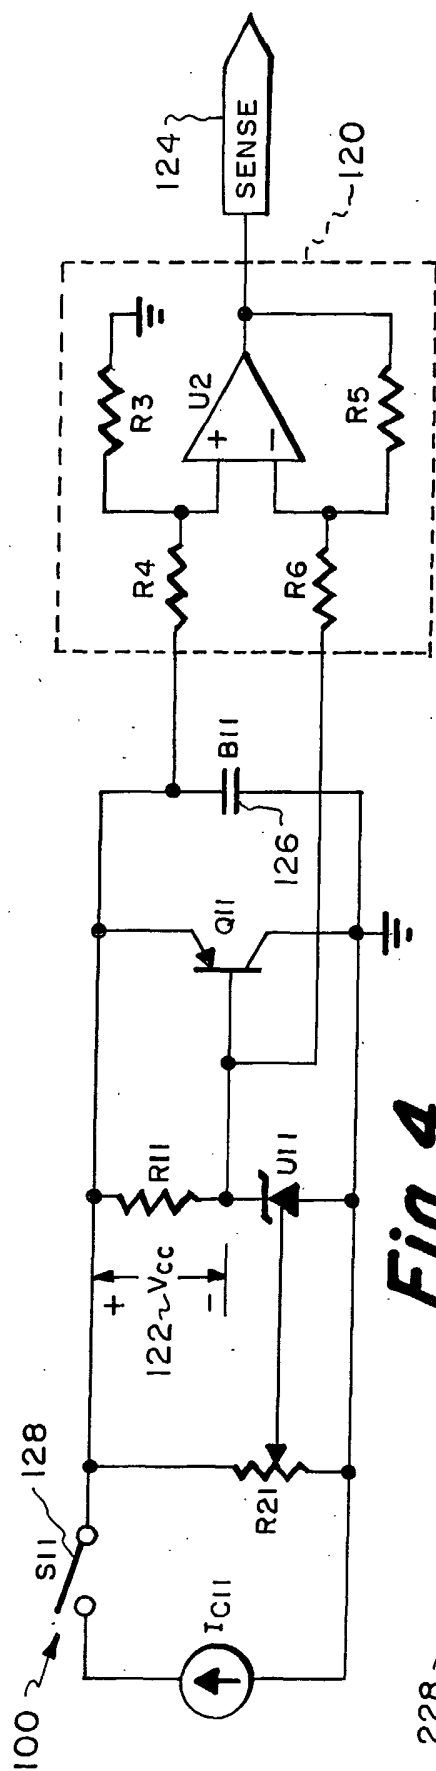 100
S11
128
IC11
R21
122
+
VCC
-
R11
U11
Q11
126
B11
R4
R6
R3
+
-
U2
R5
SENSE
124
120
Fig 4
228